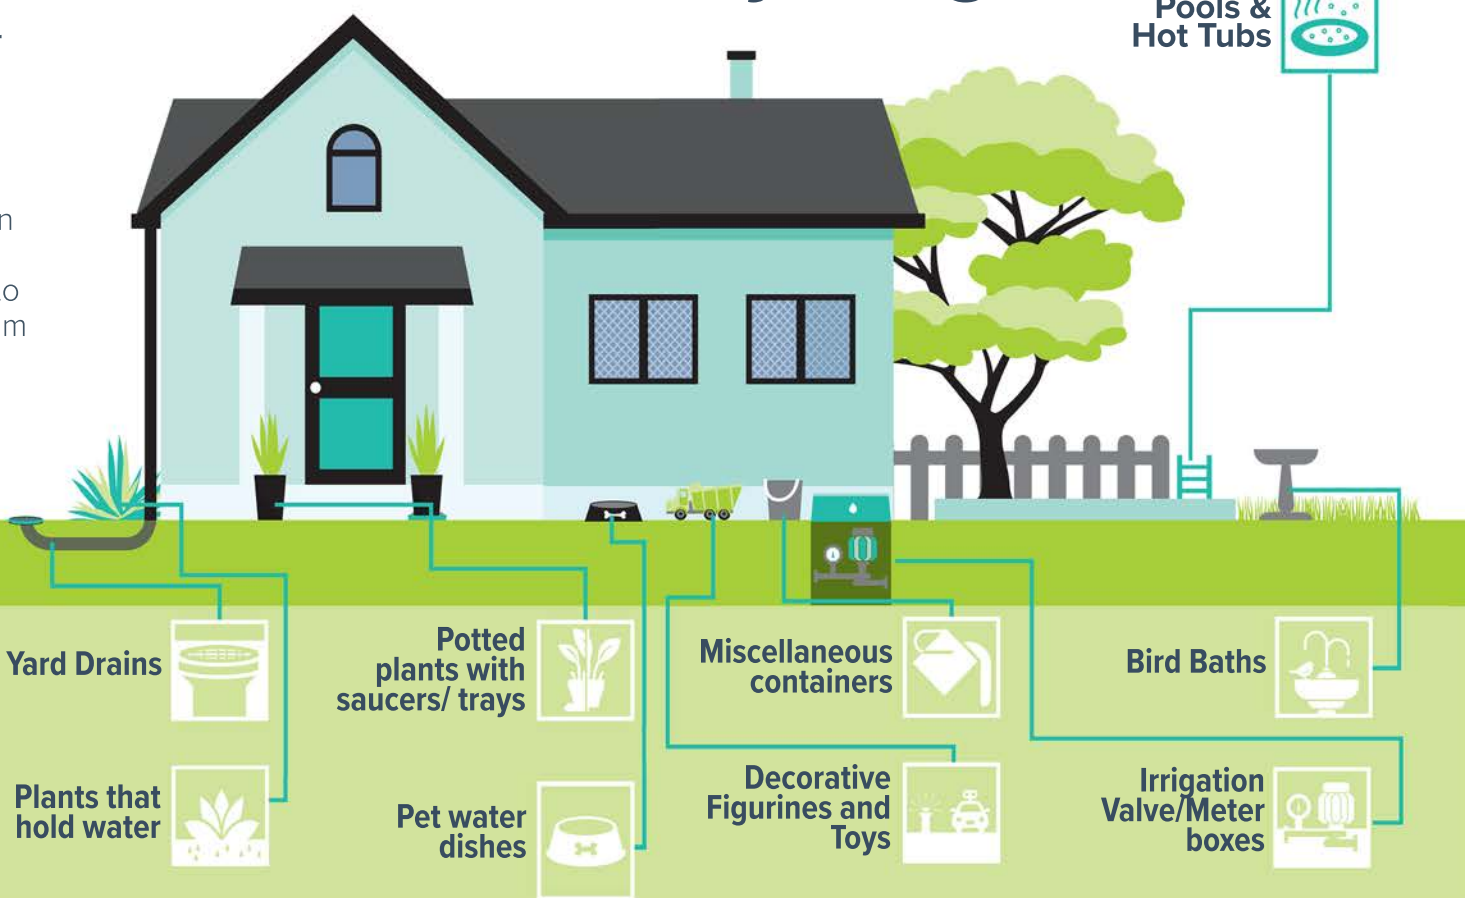 Pools &
Hot Tubs
Yard Drains
Potted
plants with
saucers/ trays
Miscellaneous
containers
Bird Baths
Plants that
hold water
Pet water
dishes
Decorative
Figurines and
Toys
Irrigation
Valve/Meter
boxes